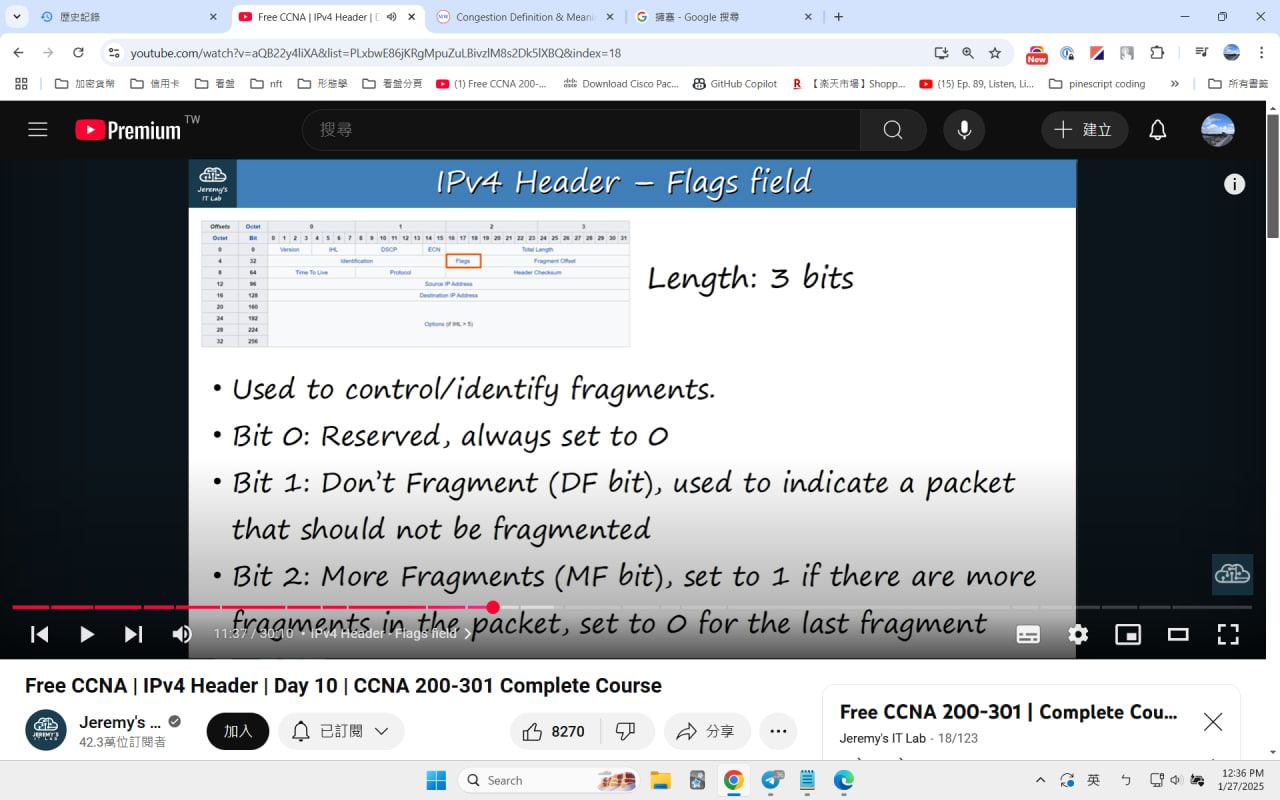 歷史記錄
Free CCNA | IPv4 Header | D
Congestion Definition & Meani
擁塞 - Google 搜尋
youtube.com/watch?v=aQB22y4liXA&list=PLxbwE86jKRgMpuZuLBivzlM8s2Dk5lXBQ&index=18
New
加密貨幣
信用卡
看盤
nft
形態學
看盤分頁
(1) Free CCNA 200-...
Download Cisco Pac...
GitHub Copilot
【楽天市場】Shopp...
(15) Ep. 89, Listen, Li...
pinescript coding
所有書籤
Premium TW
搜尋
建立
Jeremy's
IT Lab
IPv4 Header – Flags field
Offsets Octet 0 1 2 3
Octet Bit 0 1 2 3 4 5 6 7 8 9 10 11 12 13 14 15 16 17 18 19 20 21 22 23 24 25 26 27 28 29 30 31
0 0 Version IHL DSCP ECN Total Length
4 32 Identification Flags Fragment Offset
8 64 Time To Live Protocol Header Checksum
12 96 Source IP Address
16 128 Destination IP Address
20 160
24 192
Options (if IHL > 5)
28 224
32 256
Length: 3 bits
• Used to control/identify fragments.
• Bit 0: Reserved, always set to 0
• Bit 1: Don't Fragment (DF bit), used to indicate a packet
that should not be fragmented
• Bit 2: More Fragments (MF bit), set to 1 if there are more
fragments in the packet, set to 0 for the last fragment
11:37 / 30:10 • IPv4 Header - Flags field
Free CCNA | IPv4 Header | Day 10 | CCNA 200-301 Complete Course
JEREMY'S
IT LAB
Jeremy's ...
42.3萬位訂閱者
加入
已訂閱
8270
分享
Free CCNA 200-301 | Complete Cou...
Jeremy's IT Lab - 18/123
Search
英
ㄅ
12:36 PM
1/27/2025